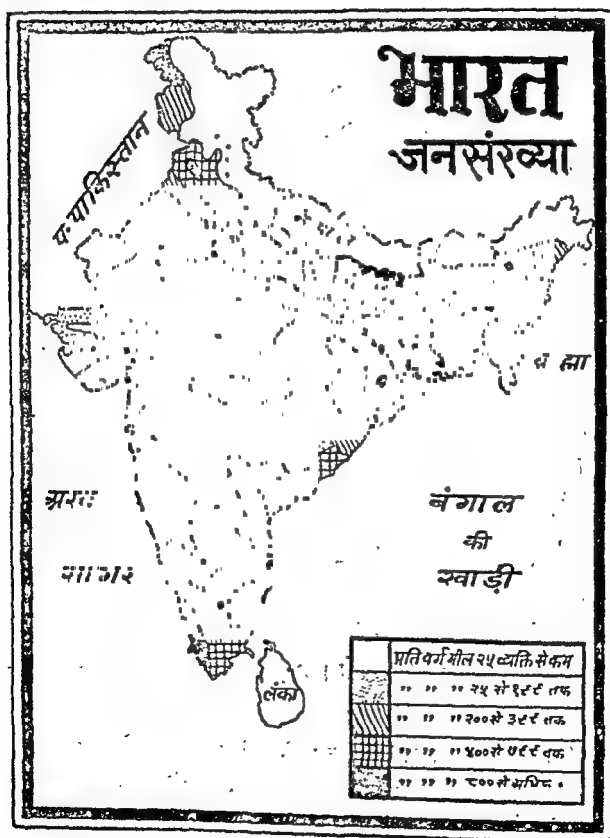 भारत
जनसंख्या
प॰ पाकिस्तान
ब्रह्मा
अरब
सागर
बंगाल
की
खाड़ी
लंका
प्रति वर्ग मील २५ व्यक्ति से कम
" " " २५ से १९९ तक
" " " २०० से ३९९ तक
" " " ४०० से ७९९ तक
" " " ८०० से अधिक